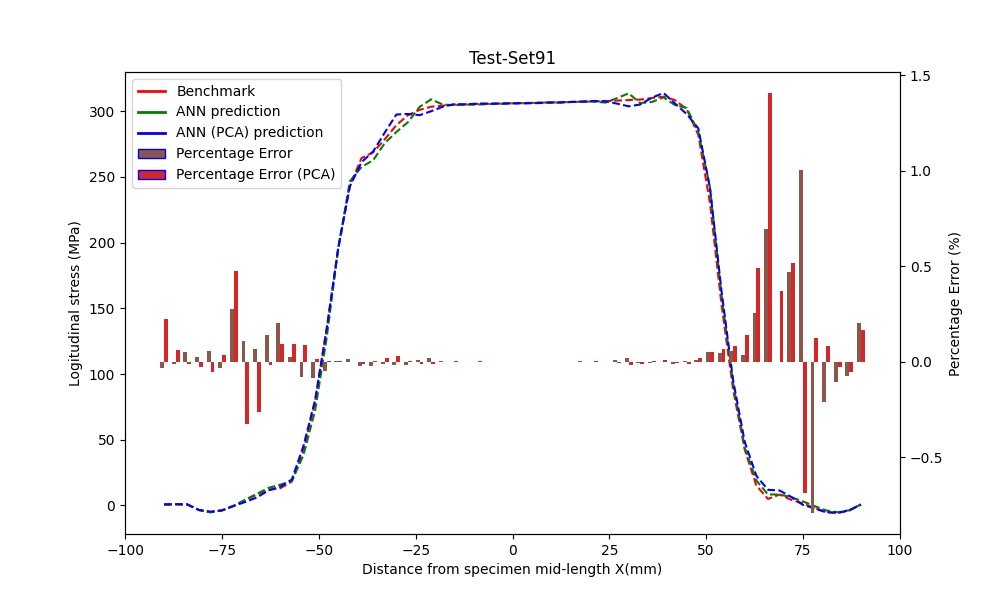 Test-Set91
Benchmark
ANN prediction
ANN (PCA) prediction
Percentage Error
Percentage Error (PCA)
Logitudinal stress (MPa)
300
250
200
150
100
50
0
1.5
1.0
0.5
0.0
−0.5
Percentage Error (%)
−100 −75 −50 −25 0 25 50 75 100
Distance from specimen mid-length X(mm)